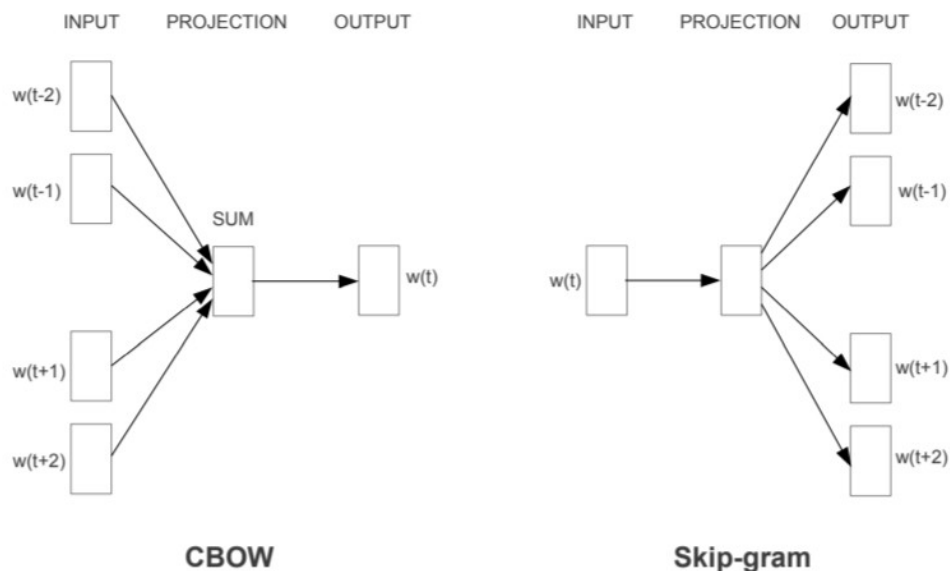 INPUT PROJECTION OUTPUT
w(t-2)
w(t-1)
SUM
w(t)
w(t+1)
w(t+2)
CBOW
INPUT PROJECTION OUTPUT
w(t-2)
w(t-1)
w(t)
w(t+1)
w(t+2)
Skip-gram